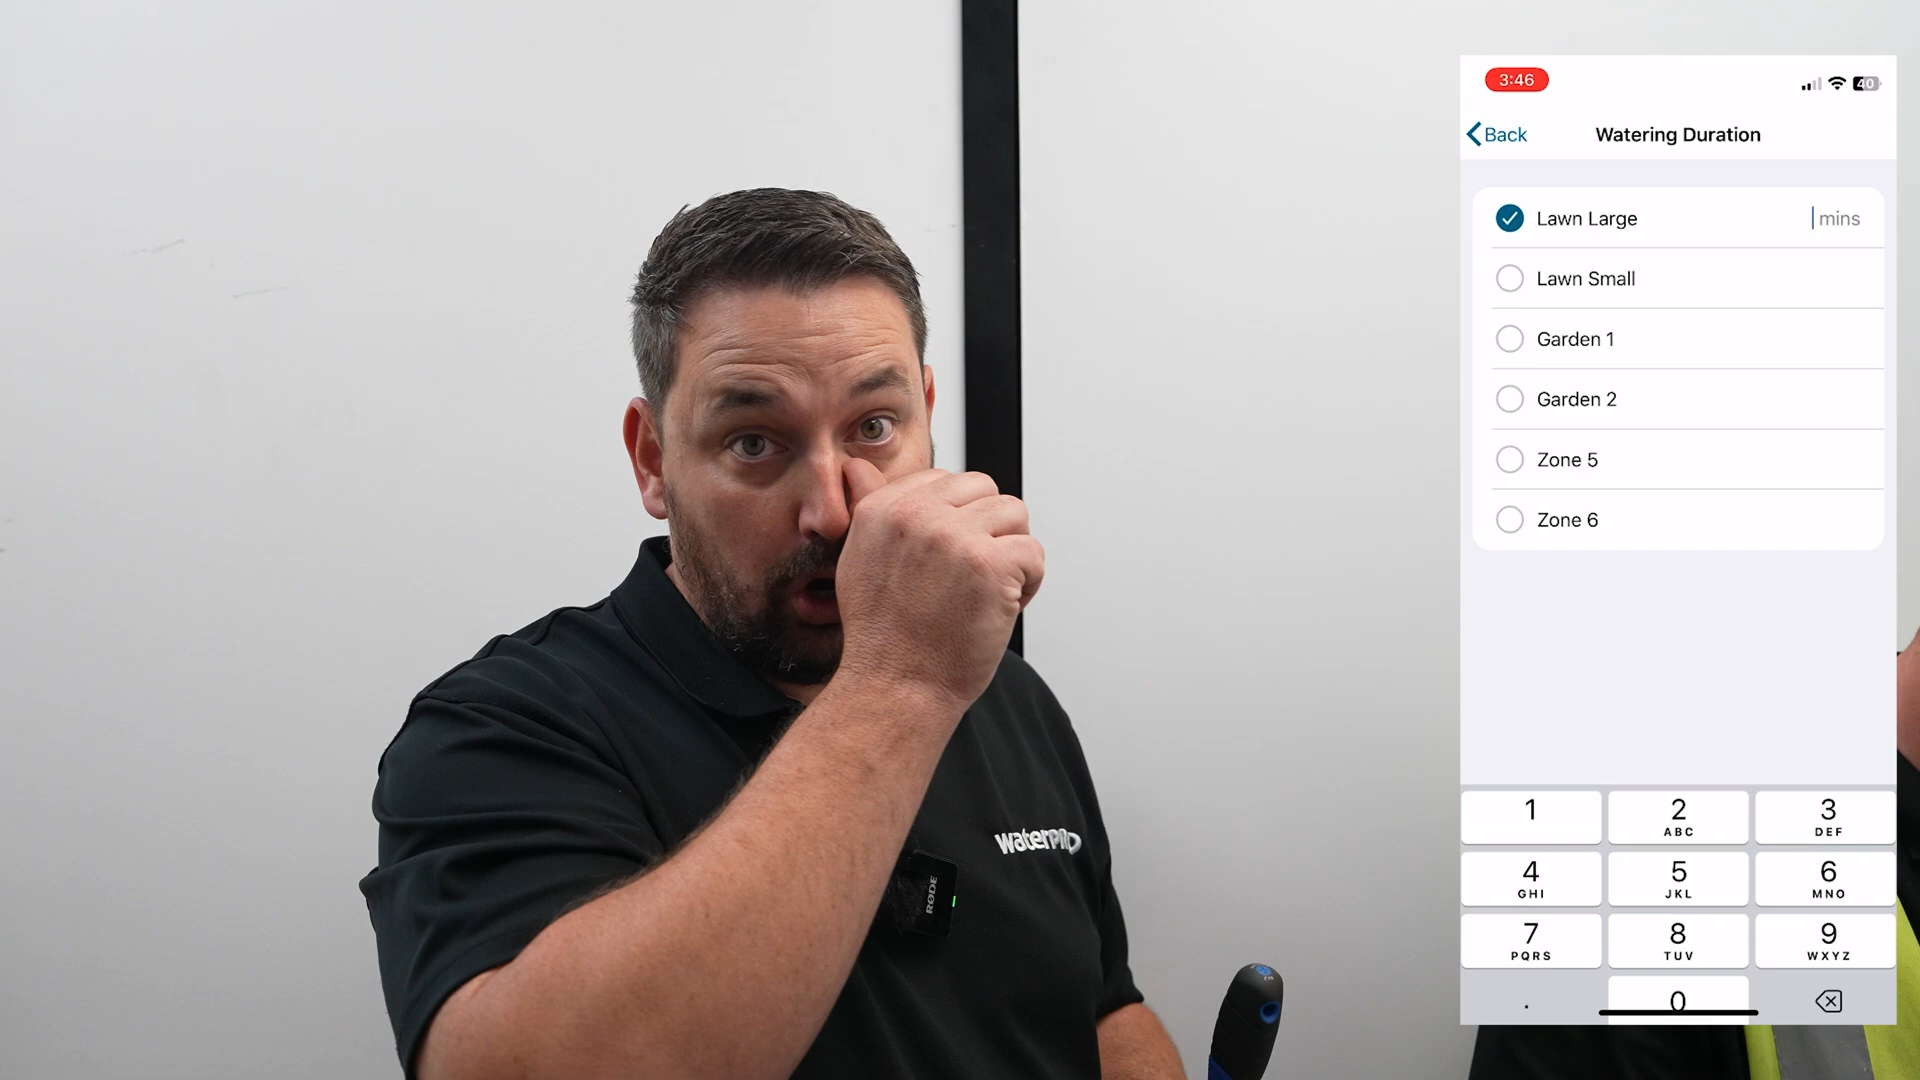 3:46
40
Back
Watering Duration
Lawn Large
mins
Lawn Small
Garden 1
Garden 2
Zone 5
Zone 6
1
2
ABC
3
DEF
4
GHI
5
JKL
6
MNO
7
PQRS
8
TUV
9
WXYZ
.
0
waterPRO
RØDE